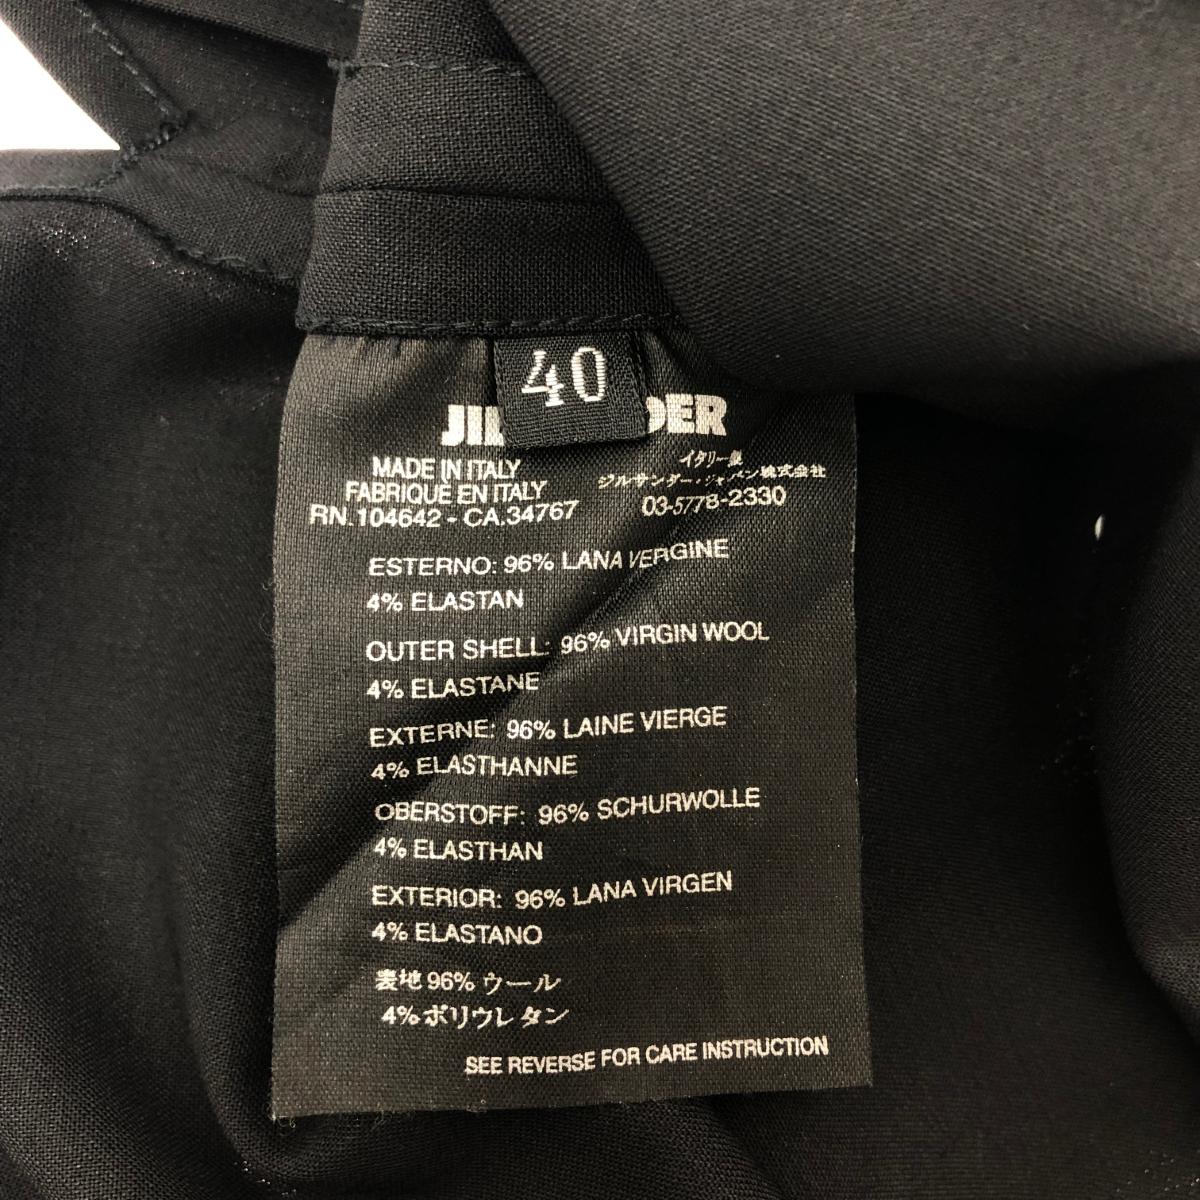 40
JIL DER
MADE IN ITALY
FABRIQUÉ EN ITALY
RN.104642 - CA.34767
イタリー製
ジルサンダー・ジャパン株式会社
03-5778-2330
ESTERNO: 96% LANA VERGINE
4% ELASTAN
OUTER SHELL: 96% VIRGIN WOOL
4% ELASTANE
EXTERNE: 96% LAINE VIERGE
4% ELASTHANNE
OBERSTOFF: 96% SCHURWOLLE
4% ELASTHAN
EXTERIOR: 96% LANA VIRGEN
4% ELASTANO
表地 96% ウール
4% ポリウレタン
SEE REVERSE FOR CARE INSTRUCTION